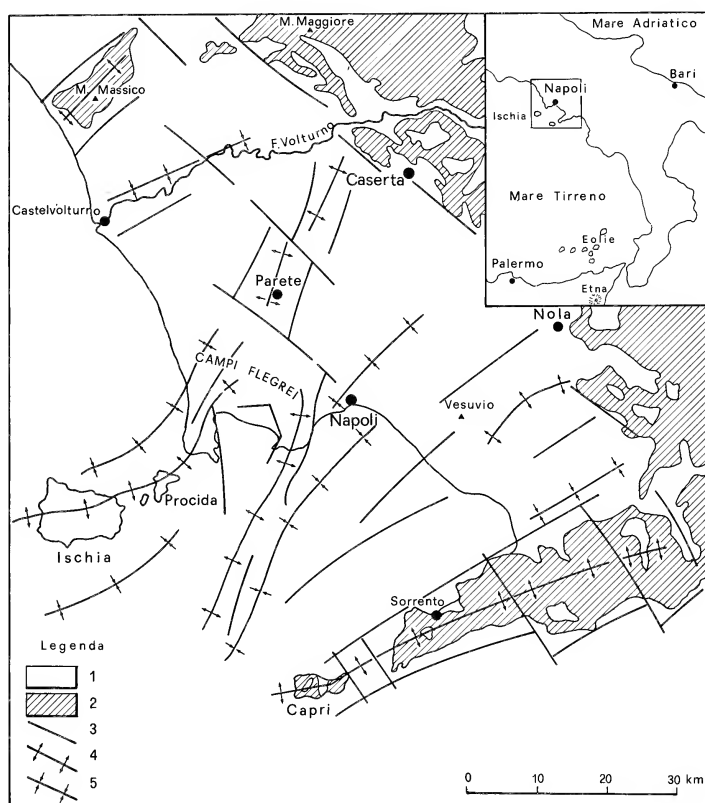 M. Maggiore
M. Massico
F. Volturno
Caserta
Castelvolturno
Parete
CAMPI FLEGREI
Napoli
Nola
Vesuvio
Procida
Ischia
Sorrento
Capri
Mare Adriatico
Bari
Napoli
Ischia
Mare Tirreno
Eolie
Palermo
Etna
Legenda
1
2
3
4
5
0 10 20 30 km